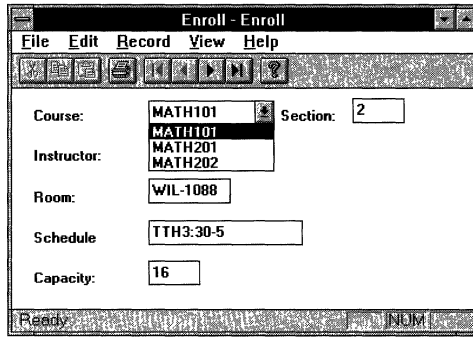 Enroll - Enroll
File Edit Record View Help
Course: MATH101 Section: 2
MATH101
MATH201
Instructor: MATH202
Room: WIL-1088
Schedule TTH3:30-5
Capacity: 16
Ready NUM